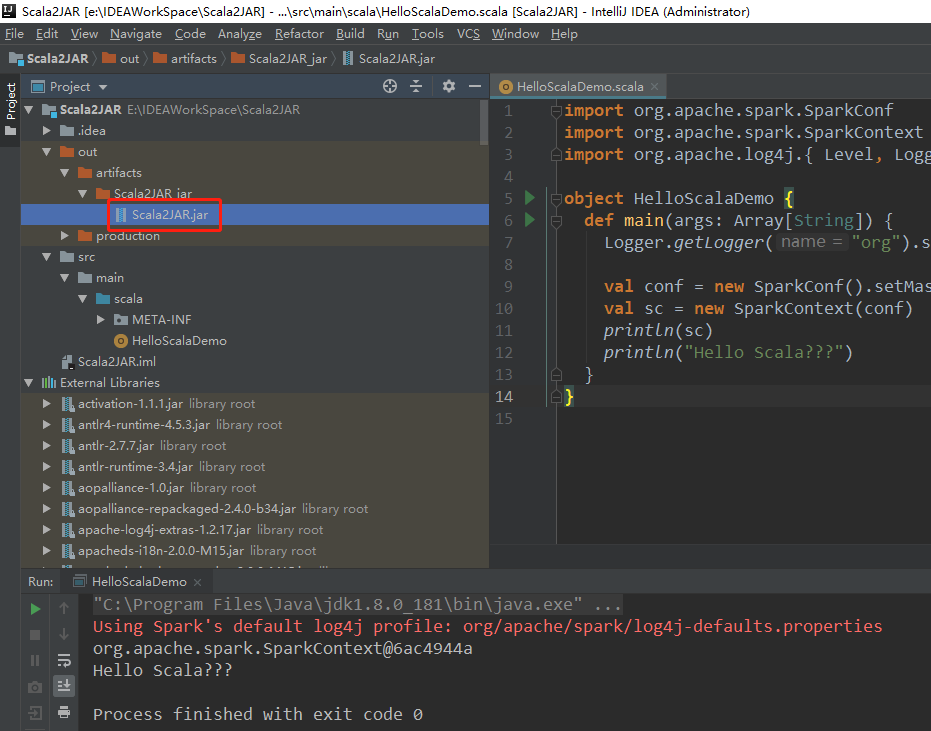 Scala2JAR [e:\IDEAWorkSpace\Scala2JAR] - ...\src\main\scala\HelloScalaDemo.scala [Scala2JAR] - IntelliJ IDEA (Administrator)
File Edit View Navigate Code Analyze Refactor Build Run Tools VCS Window Help
Scala2JAR out artifacts Scala2JAR_jar Scala2JAR.jar
Project
Project
Scala2JAR E:\IDEAWorkSpace\Scala2JAR
.idea
out
artifacts
Scala2JAR_jar
Scala2JAR.jar
production
src
main
scala
META-INF
HelloScalaDemo
Scala2JAR.iml
External Libraries
activation-1.1.1.jar library root
antlr4-runtime-4.5.3.jar library root
antlr-2.7.7.jar library root
antlr-runtime-3.4.jar library root
aopalliance-1.0.jar library root
aopalliance-repackaged-2.4.0-b34.jar library root
apache-log4j-extras-1.2.17.jar library root
apacheds-i18n-2.0.0-M15.jar library root
HelloScalaDemo.scala
1 import org.apache.spark.SparkConf
2 import org.apache.spark.SparkContext
3 import org.apache.log4j.{ Level, Logg
4
5 object HelloScalaDemo {
6 def main(args: Array[String]) {
7 Logger.getLogger( name = "org").s
8
9 val conf = new SparkConf().setMas
10 val sc = new SparkContext(conf)
11 println(sc)
12 println("Hello Scala???")
13 }
14 }
15
Run: HelloScalaDemo
"C:\Program Files\Java\jdk1.8.0_181\bin\java.exe" ...
Using Spark's default log4j profile: org/apache/spark/log4j-defaults.properties
org.apache.spark.SparkContext@6ac4944a
Hello Scala???
Process finished with exit code 0